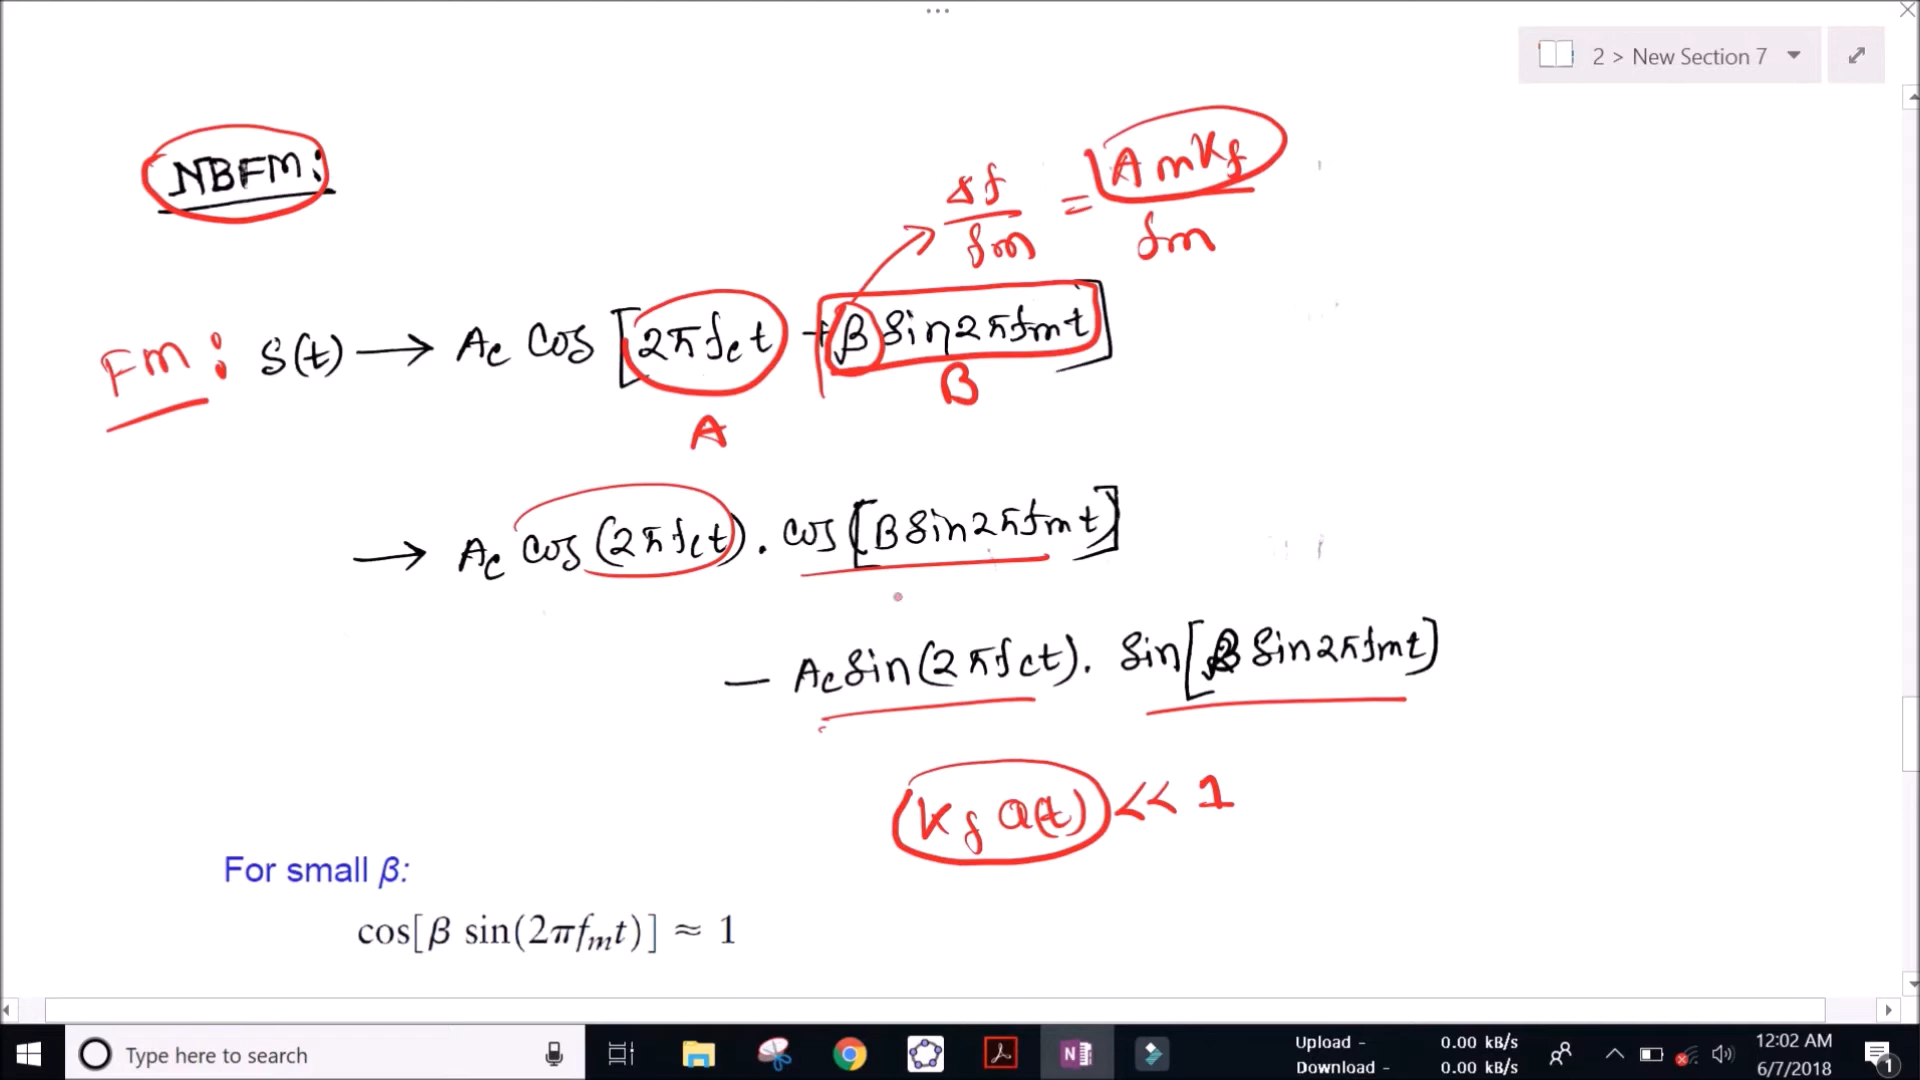 ...
2 > New Section 7
NBFM:
Δf/fm = AmKf/fm
FM: S(t) → Ac Cos [2πfct + β Sin2πfmt]
A
B
→ Ac Cos (2πfct) . Cos [β Sin2πfmt]
— Ac Sin (2πfct) . Sin [β Sin2πfmt]
Kf a(t) << 1
For small β:
cos[β sin(2πfmt)] ≈ 1
Type here to search
Upload - 0.00 kB/s
Download - 0.00 kB/s
12:02 AM
6/7/2018
1